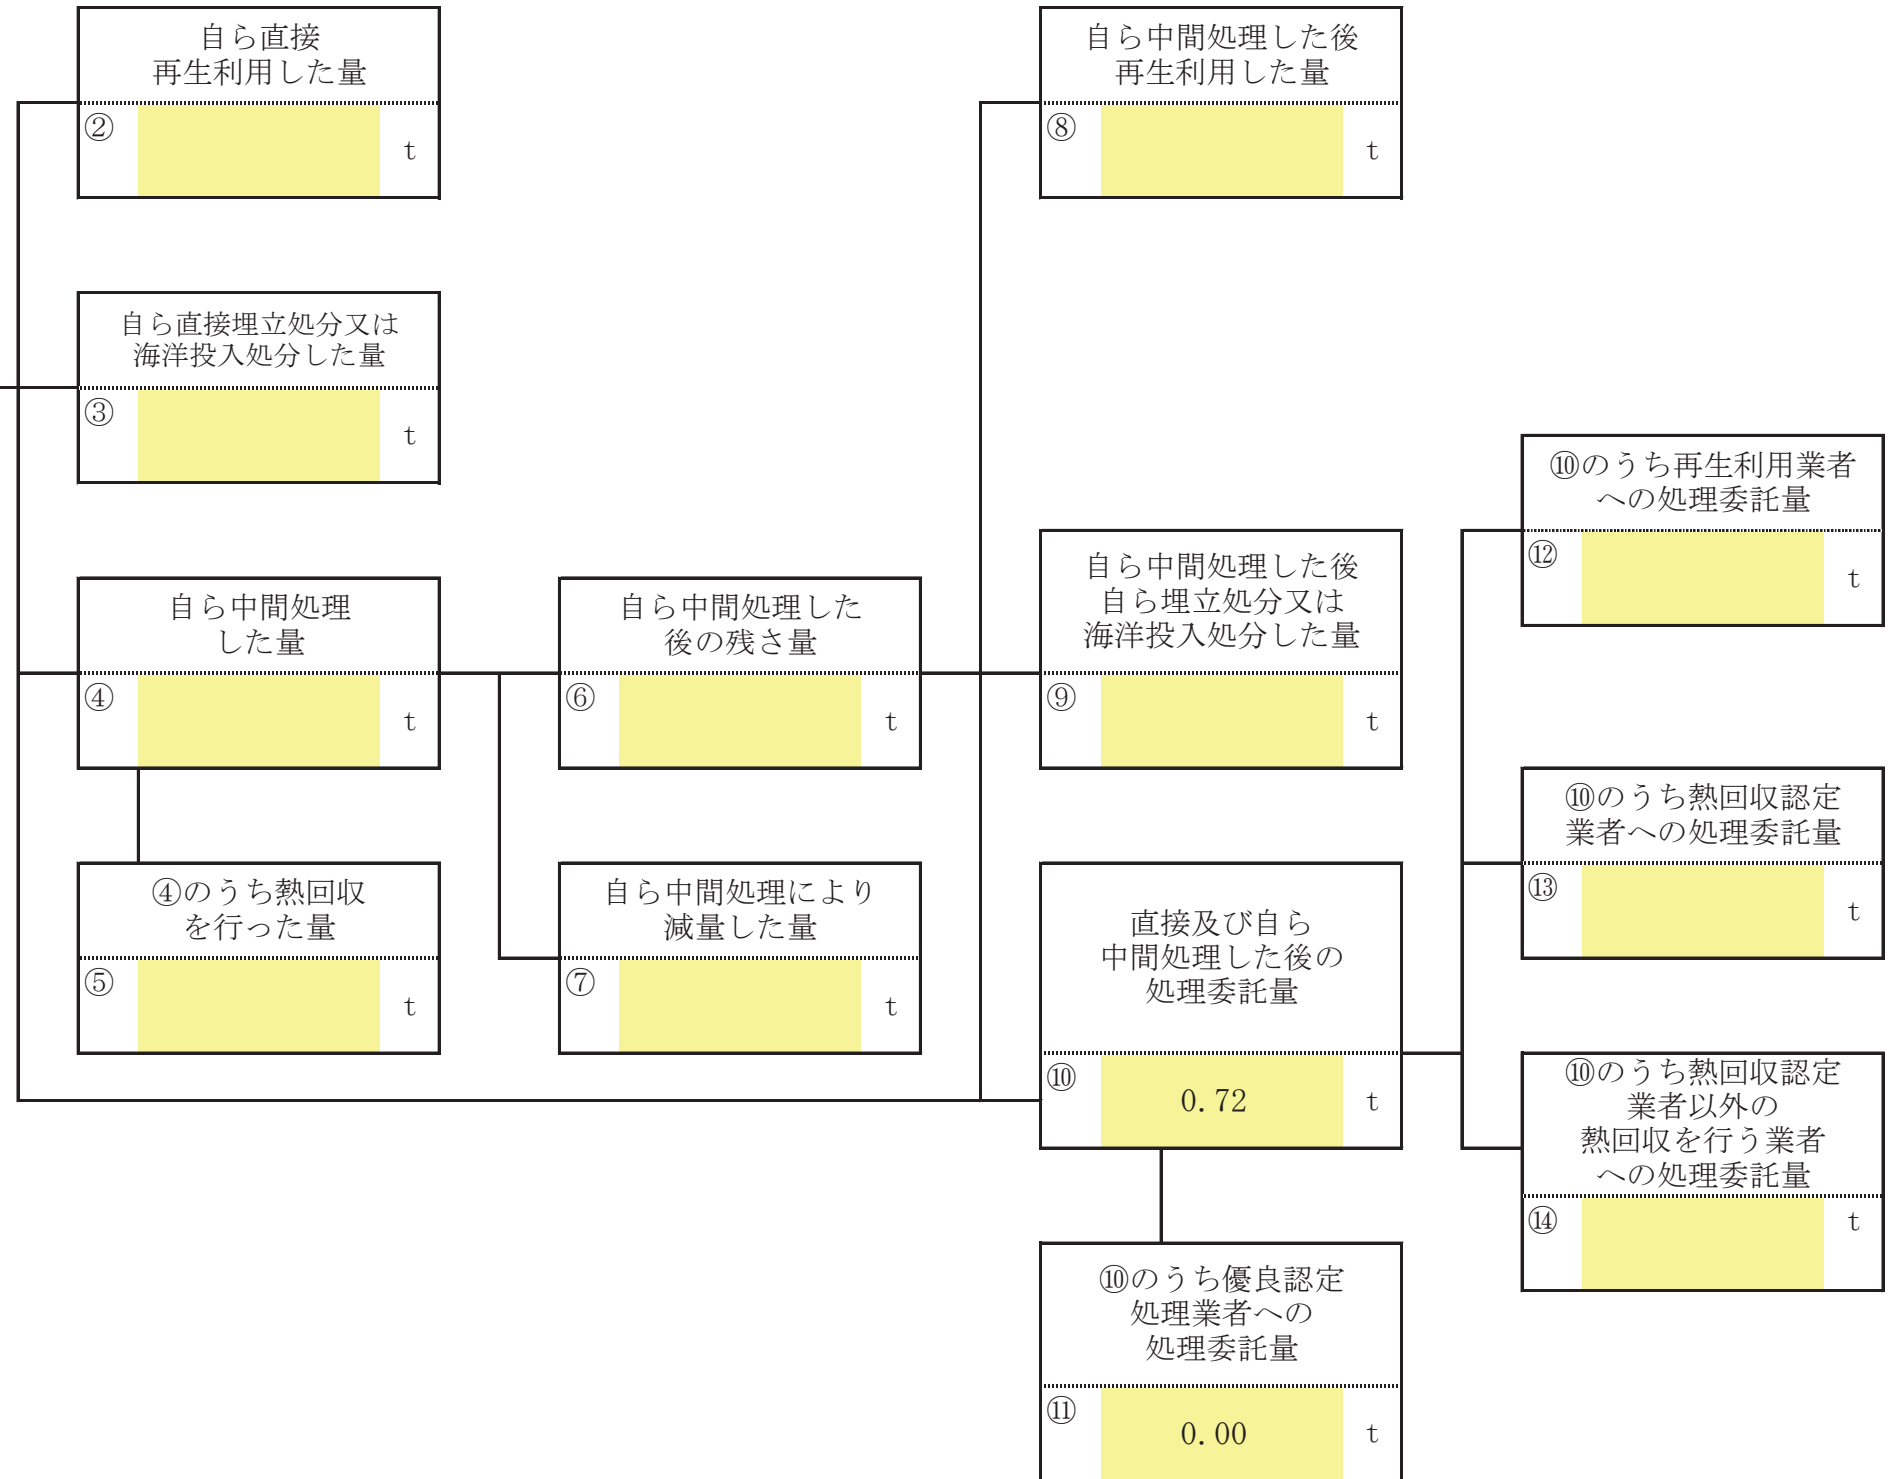 自ら直接
再生利用した量
②
t
自ら中間処理した後
再生利用した量
⑧
t
自ら直接埋立処分又は
海洋投入処分した量
③
t
⑩のうち再生利用業者
への処理委託量
⑫
t
自ら中間処理
した量
④
t
自ら中間処理した
後の残さ量
⑥
t
自ら中間処理した後
自ら埋立処分又は
海洋投入処分した量
⑨
t
⑩のうち熱回収認定
業者への処理委託量
⑬
t
④のうち熱回収
を行った量
⑤
t
自ら中間処理により
減量した量
⑦
t
直接及び自ら
中間処理した後の
処理委託量
⑩
0.72
t
⑩のうち熱回収認定
業者以外の
熱回収を行う業者
への処理委託量
⑭
t
⑩のうち優良認定
処理業者への
処理委託量
⑪
0.00
t